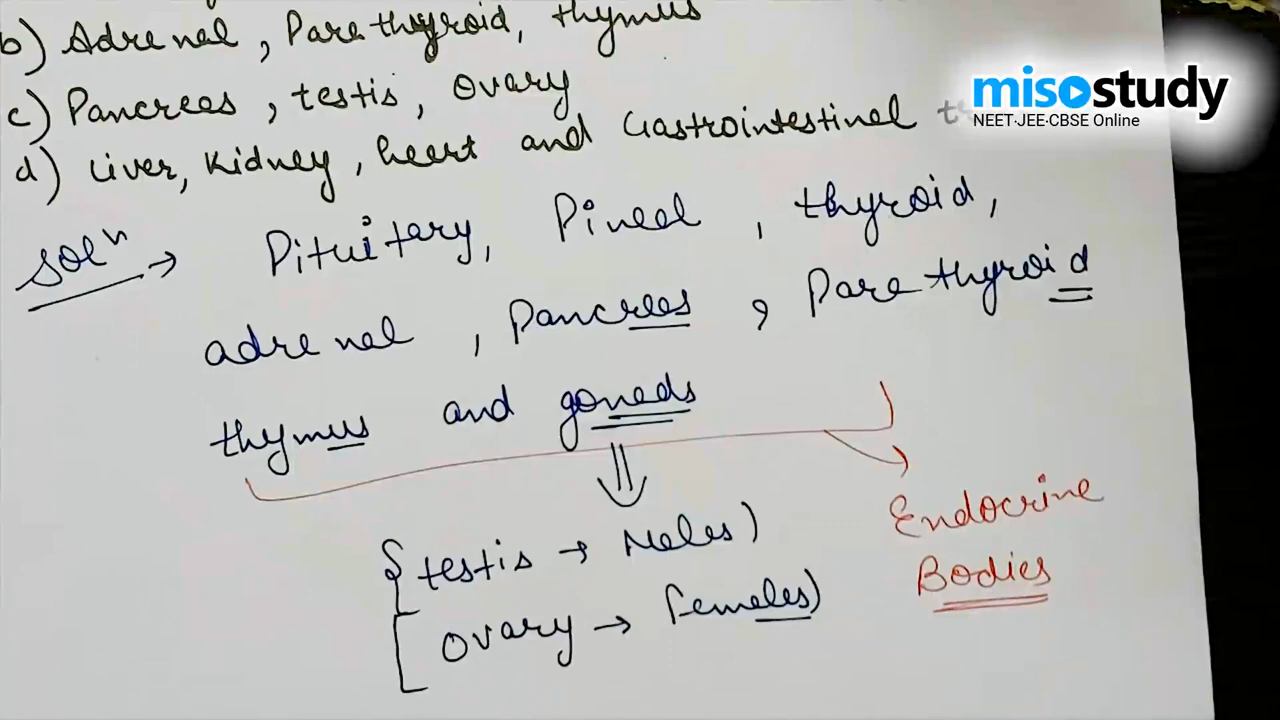 b) Adrenal, Parathyroid, thymus
c) Pancreas, testis, Ovary
d) Liver, Kidney, heart and Gastrointestinal
misostudy
NEET·JEE·CBSE Online
Solⁿ → Pituitary, Pineal, thyroid,
adrenal, Pancreas, Parathyroid
thymus and gonads
testis → Males)
Ovary → females)
Endocrine
Bodies